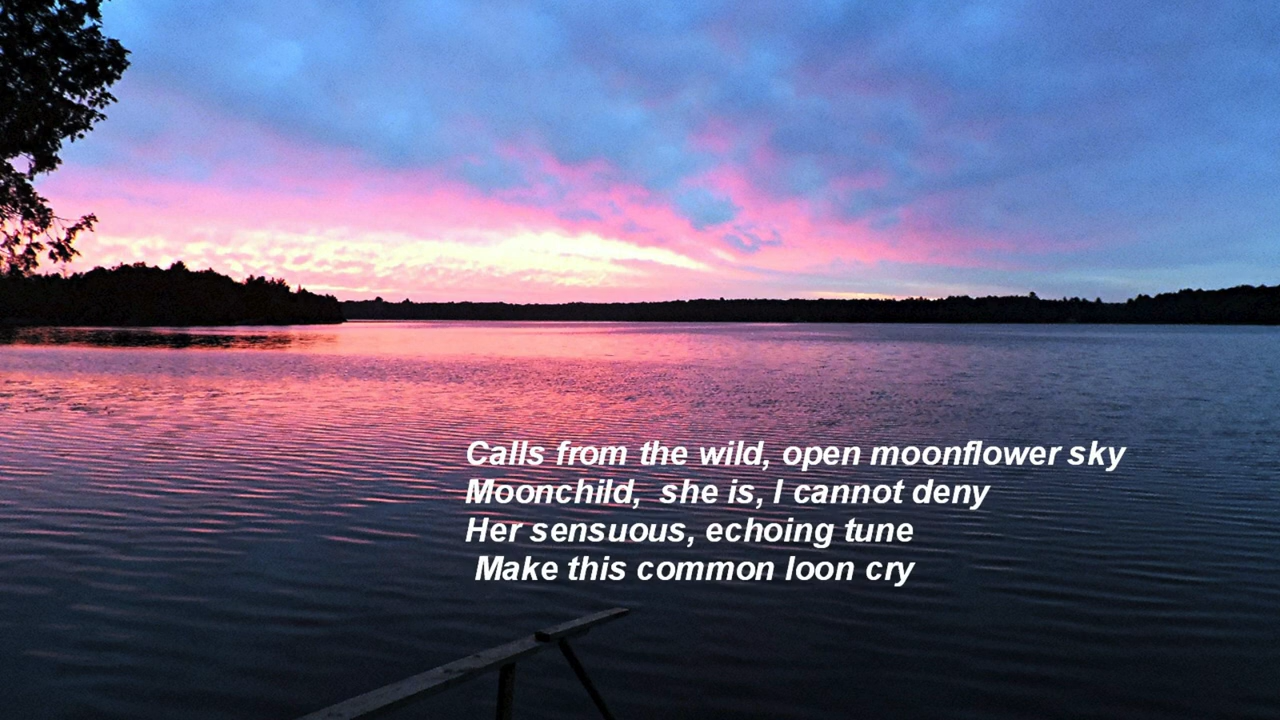 Calls from the wild, open moonflower sky
Moonchild,  she is, I cannot deny
Her sensuous, echoing tune
Make this common loon cry